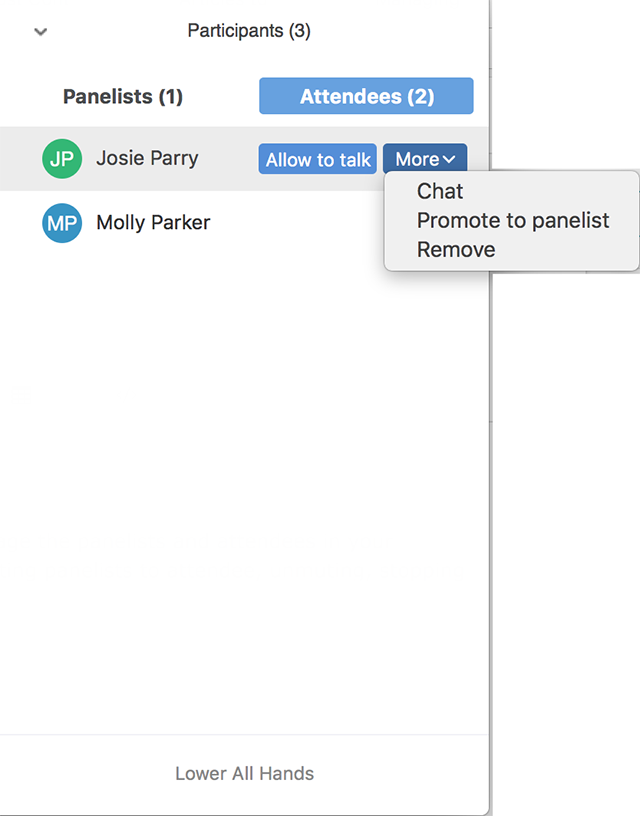 Participants (3)
Panelists (1) Attendees (2)
JP Josie Parry Allow to talk More
Chat
Promote to panelist
Remove
MP Molly Parker
Lower All Hands